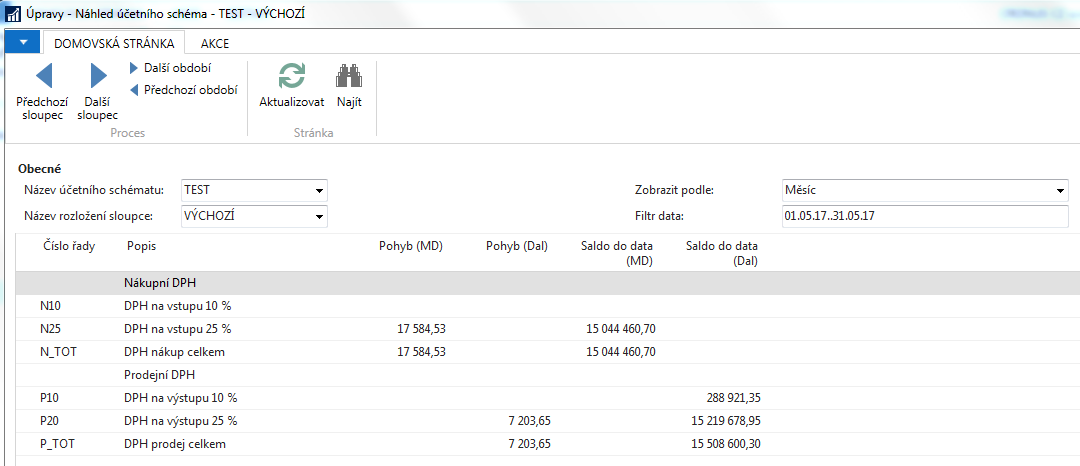 Úpravy - Náhled účetního schéma - TEST - VÝCHOZÍ
DOMOVSKÁ STRÁNKA AKCE
Předchozí sloupec
Další sloupec
Další období
Předchozí období
Proces
Aktualizovat
Najít
Stránka
Obecné
Název účetního schématu: TEST
Zobrazit podle: Měsíc
Název rozložení sloupce: VÝCHOZÍ
Filtr data: 01.05.17..31.05.17
Číslo řady Popis Pohyb (MD) Pohyb (Dal) Saldo do data (MD) Saldo do data (Dal)
Nákupní DPH
N10 DPH na vstupu 10 %
N25 DPH na vstupu 25 % 17 584,53 15 044 460,70
N_TOT DPH nákup celkem 17 584,53 15 044 460,70
Prodejní DPH
P10 DPH na výstupu 10 % 288 921,35
P20 DPH na výstupu 25 % 7 203,65 15 219 678,95
P_TOT DPH prodej celkem 7 203,65 15 508 600,30